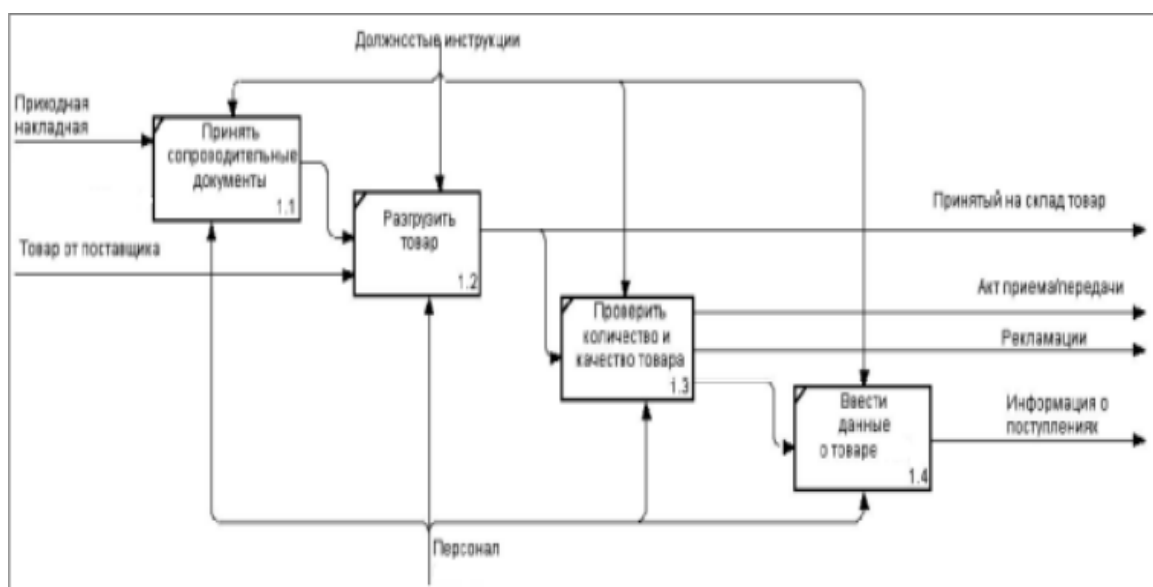 Должностые инструкции
Приходная
накладная
Принять
сопроводительные
документы
1.1
Товар от поставщика
Разгрузить
товар
1.2
Принятый на склад товар
Проверить
количество и
качество товара
1.3
Акт приема/передачи
Рекламации
Ввести
данные
о товаре
1.4
Информация о
поступлениях
Персонал